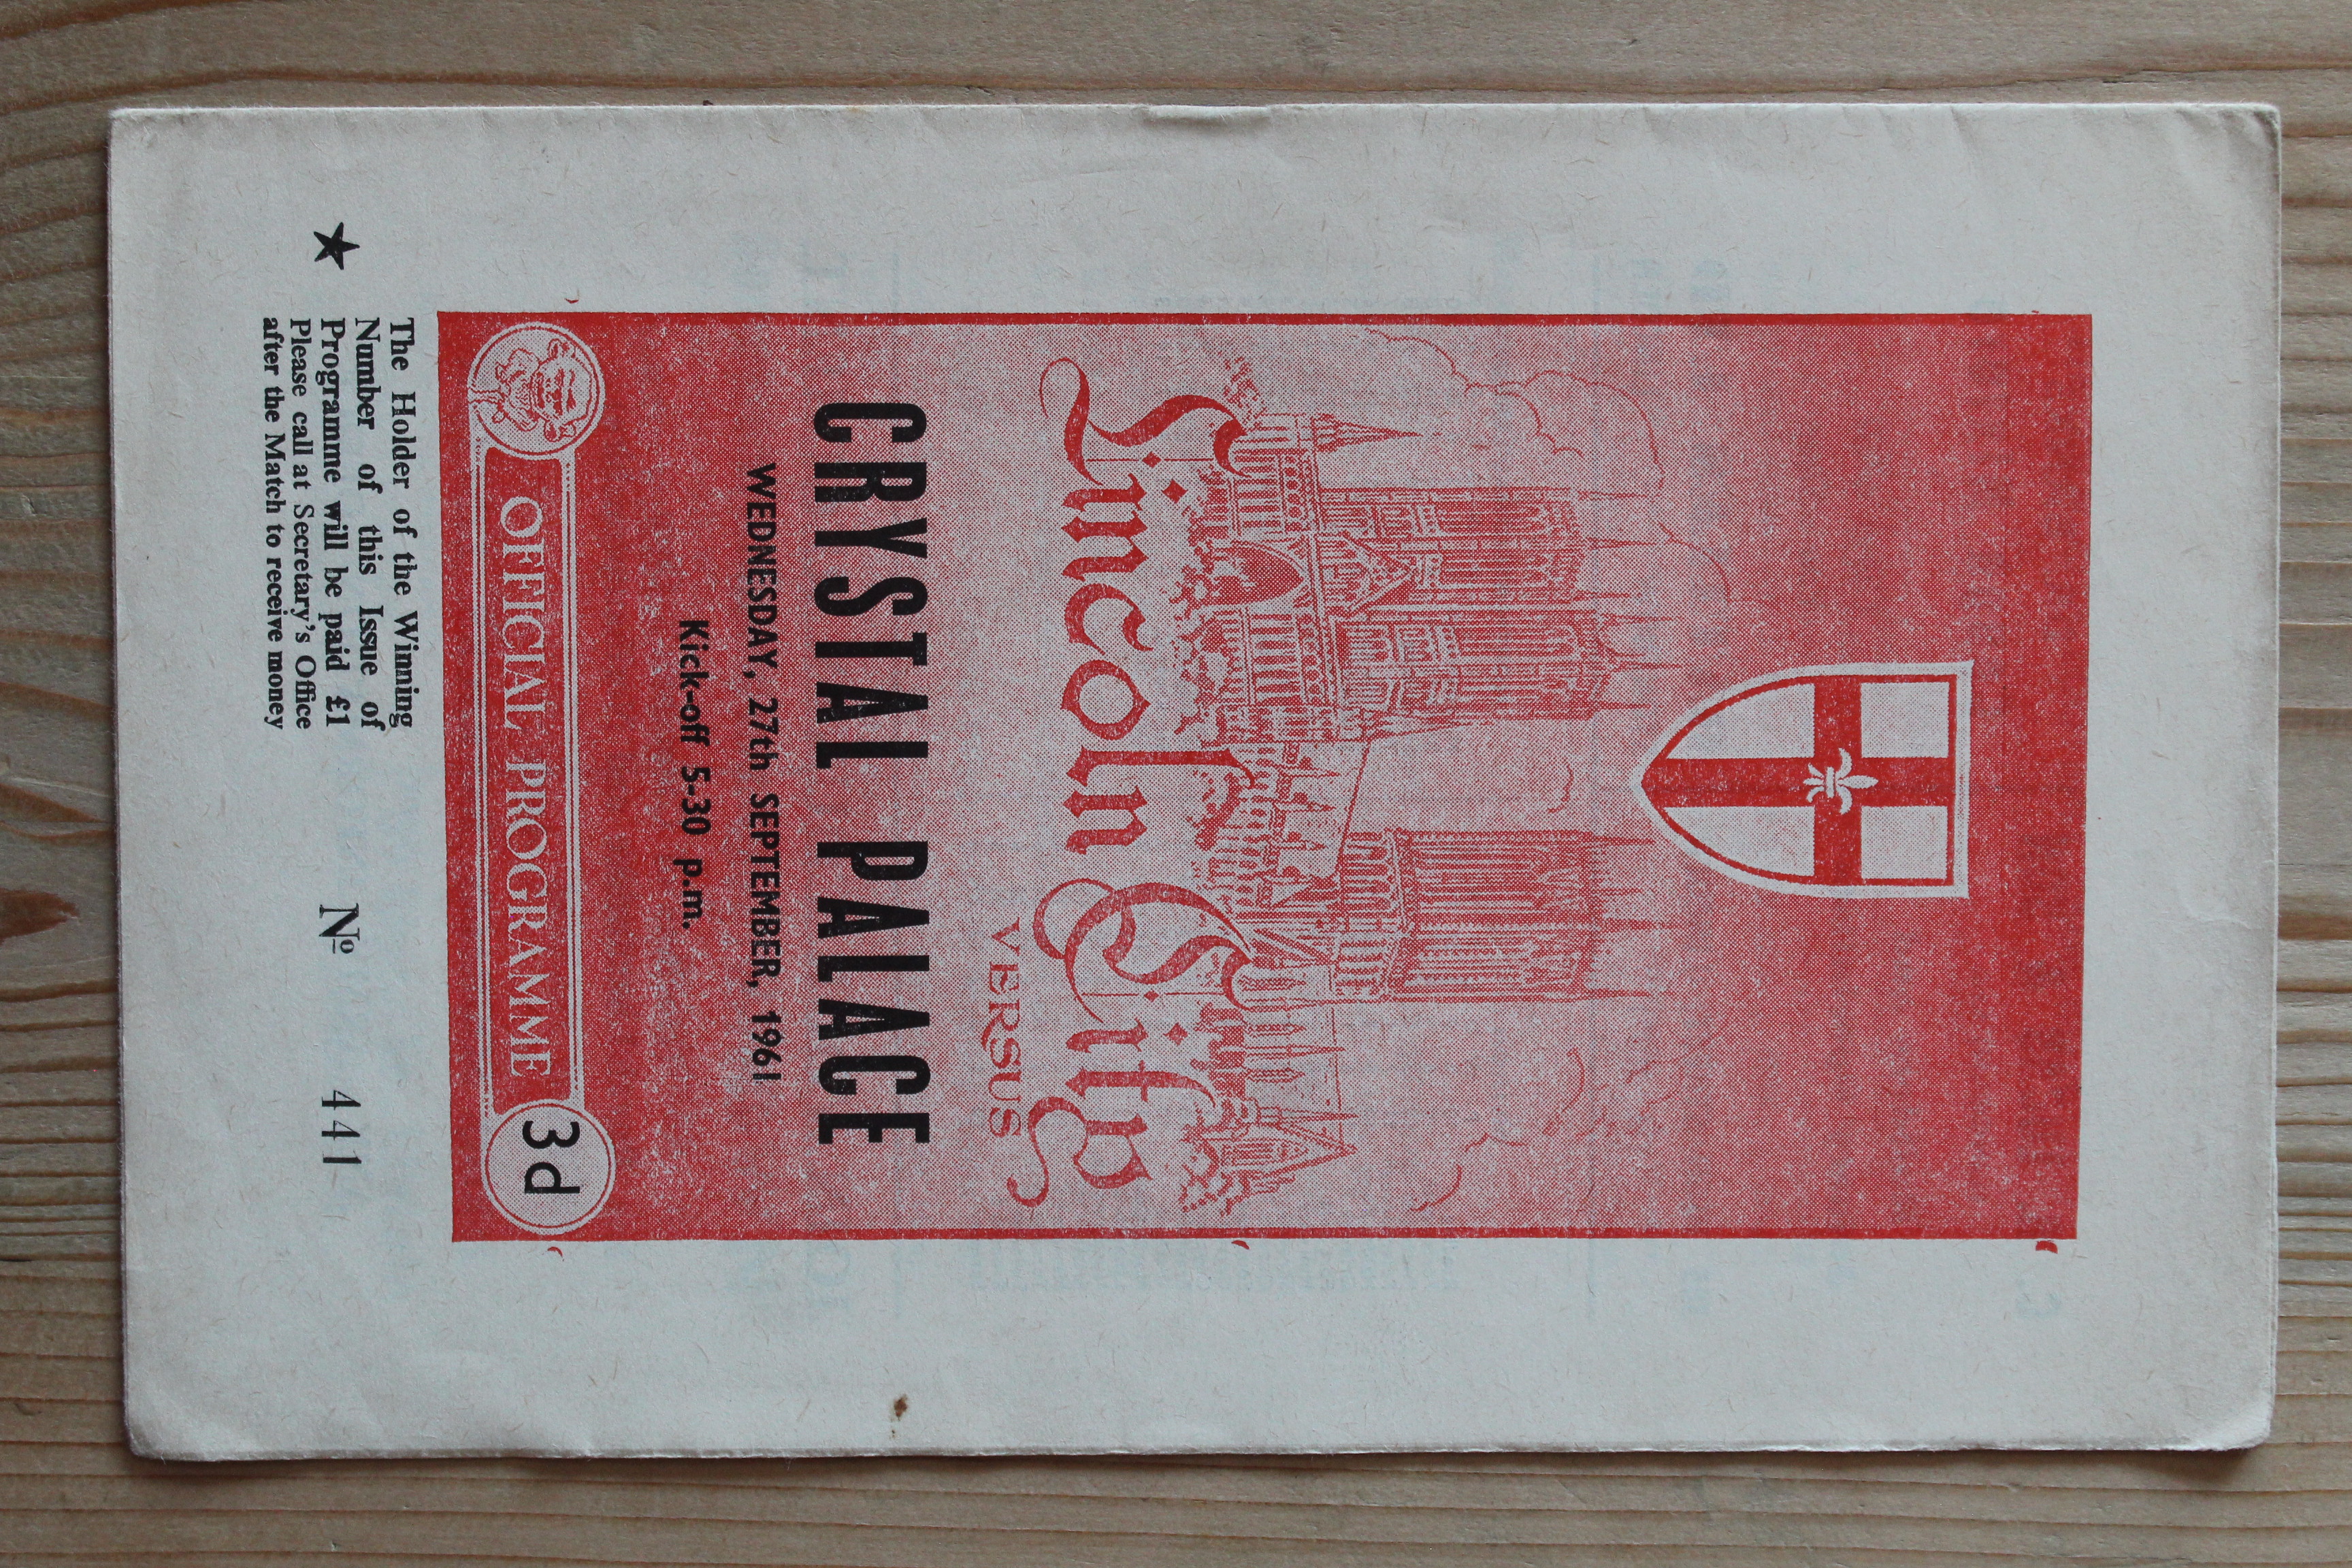 Lincoln City
VERSUS
CRYSTAL PALACE
WEDNESDAY, 27th SEPTEMBER, 1961
Kick-off 5-30 p.m.
OFFICIAL PROGRAMME
3d
The Holder of the Winning
Number of this Issue of
★ Programme will be paid £1
Please call at Secretary's Office
after the Match to receive money
No 441